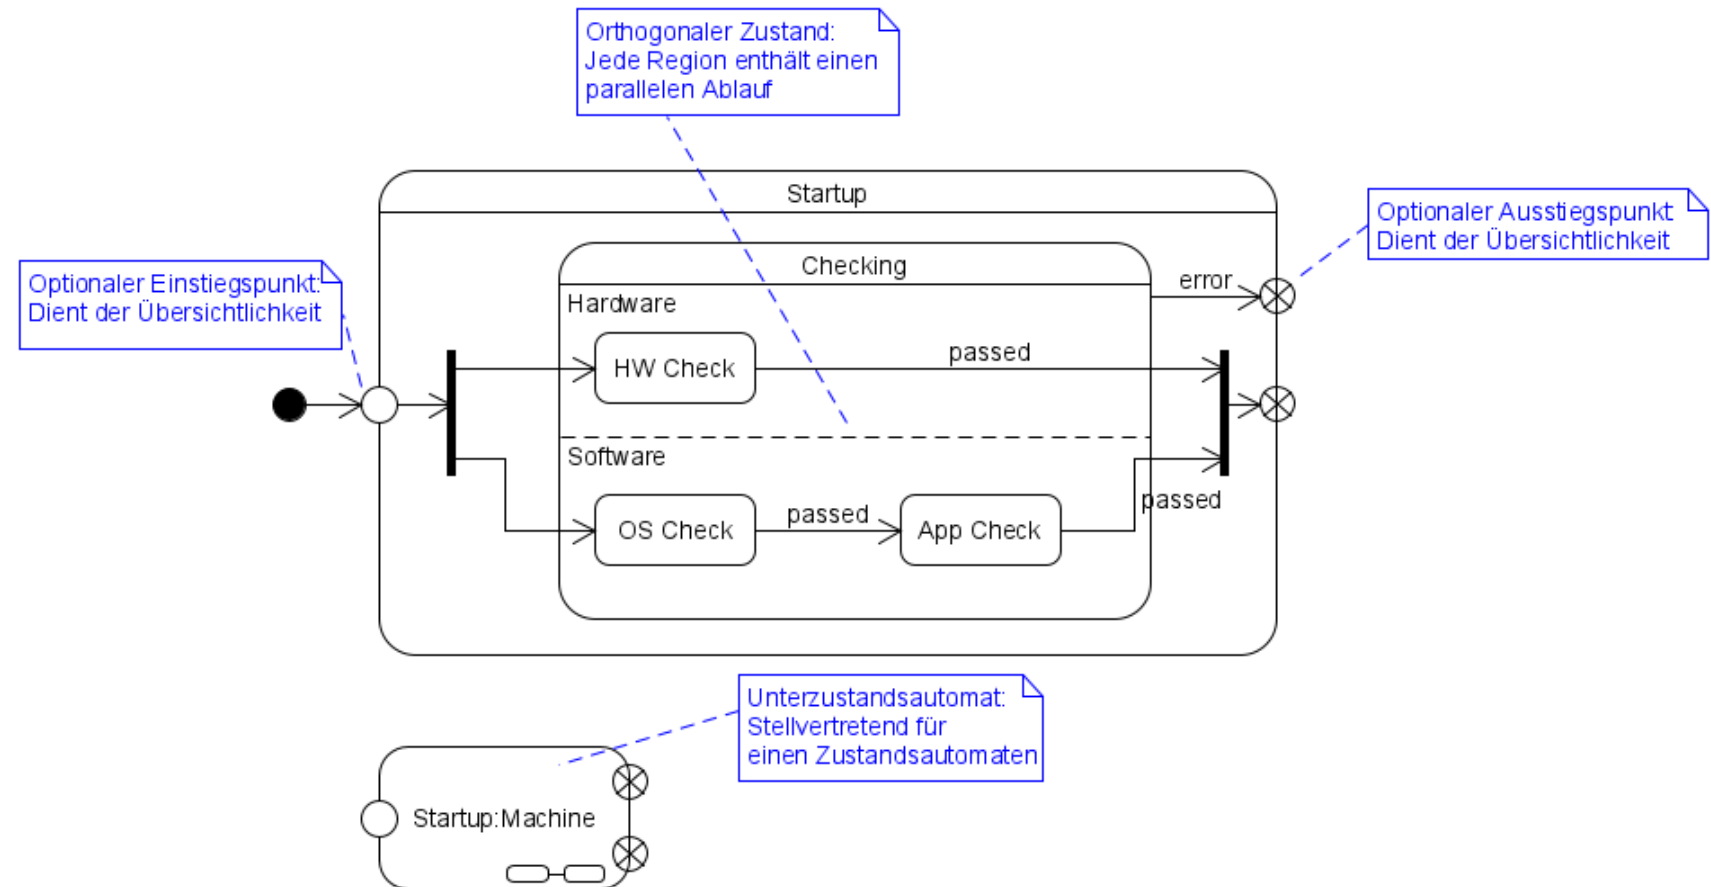 Orthogonaler Zustand:
Jede Region enthält einen
parallelen Ablauf
Startup
Optionaler Ausstiegspunkt
Dient der Übersichtlichkeit
Checking
Optionaler Einstiegspunkt:
Dient der Übersichtlichkeit
error
Hardware
HW Check
passed
Software
OS Check
passed
App Check
passed
Unterzustandsautomat:
Stellvertretend für
einen Zustandsautomaten
Startup:Machine